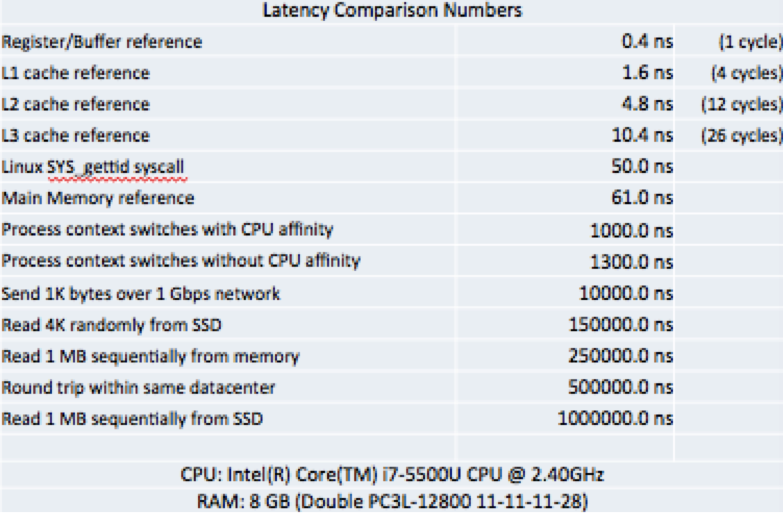 Latency Comparison Numbers
Register/Buffer reference 0.4 ns (1 cycle)
L1 cache reference 1.6 ns (4 cycles)
L2 cache reference 4.8 ns (12 cycles)
L3 cache reference 10.4 ns (26 cycles)
Linux SYS_gettid syscall 50.0 ns
Main Memory reference 61.0 ns
Process context switches with CPU affinity 1000.0 ns
Process context switches without CPU affinity 1300.0 ns
Send 1K bytes over 1 Gbps network 10000.0 ns
Read 4K randomly from SSD 150000.0 ns
Read 1 MB sequentially from memory 250000.0 ns
Round trip within same datacenter 500000.0 ns
Read 1 MB sequentially from SSD 1000000.0 ns
CPU: Intel(R) Core(TM) i7-5500U CPU @ 2.40GHz
RAM: 8 GB (Double PC3L-12800 11-11-11-28)